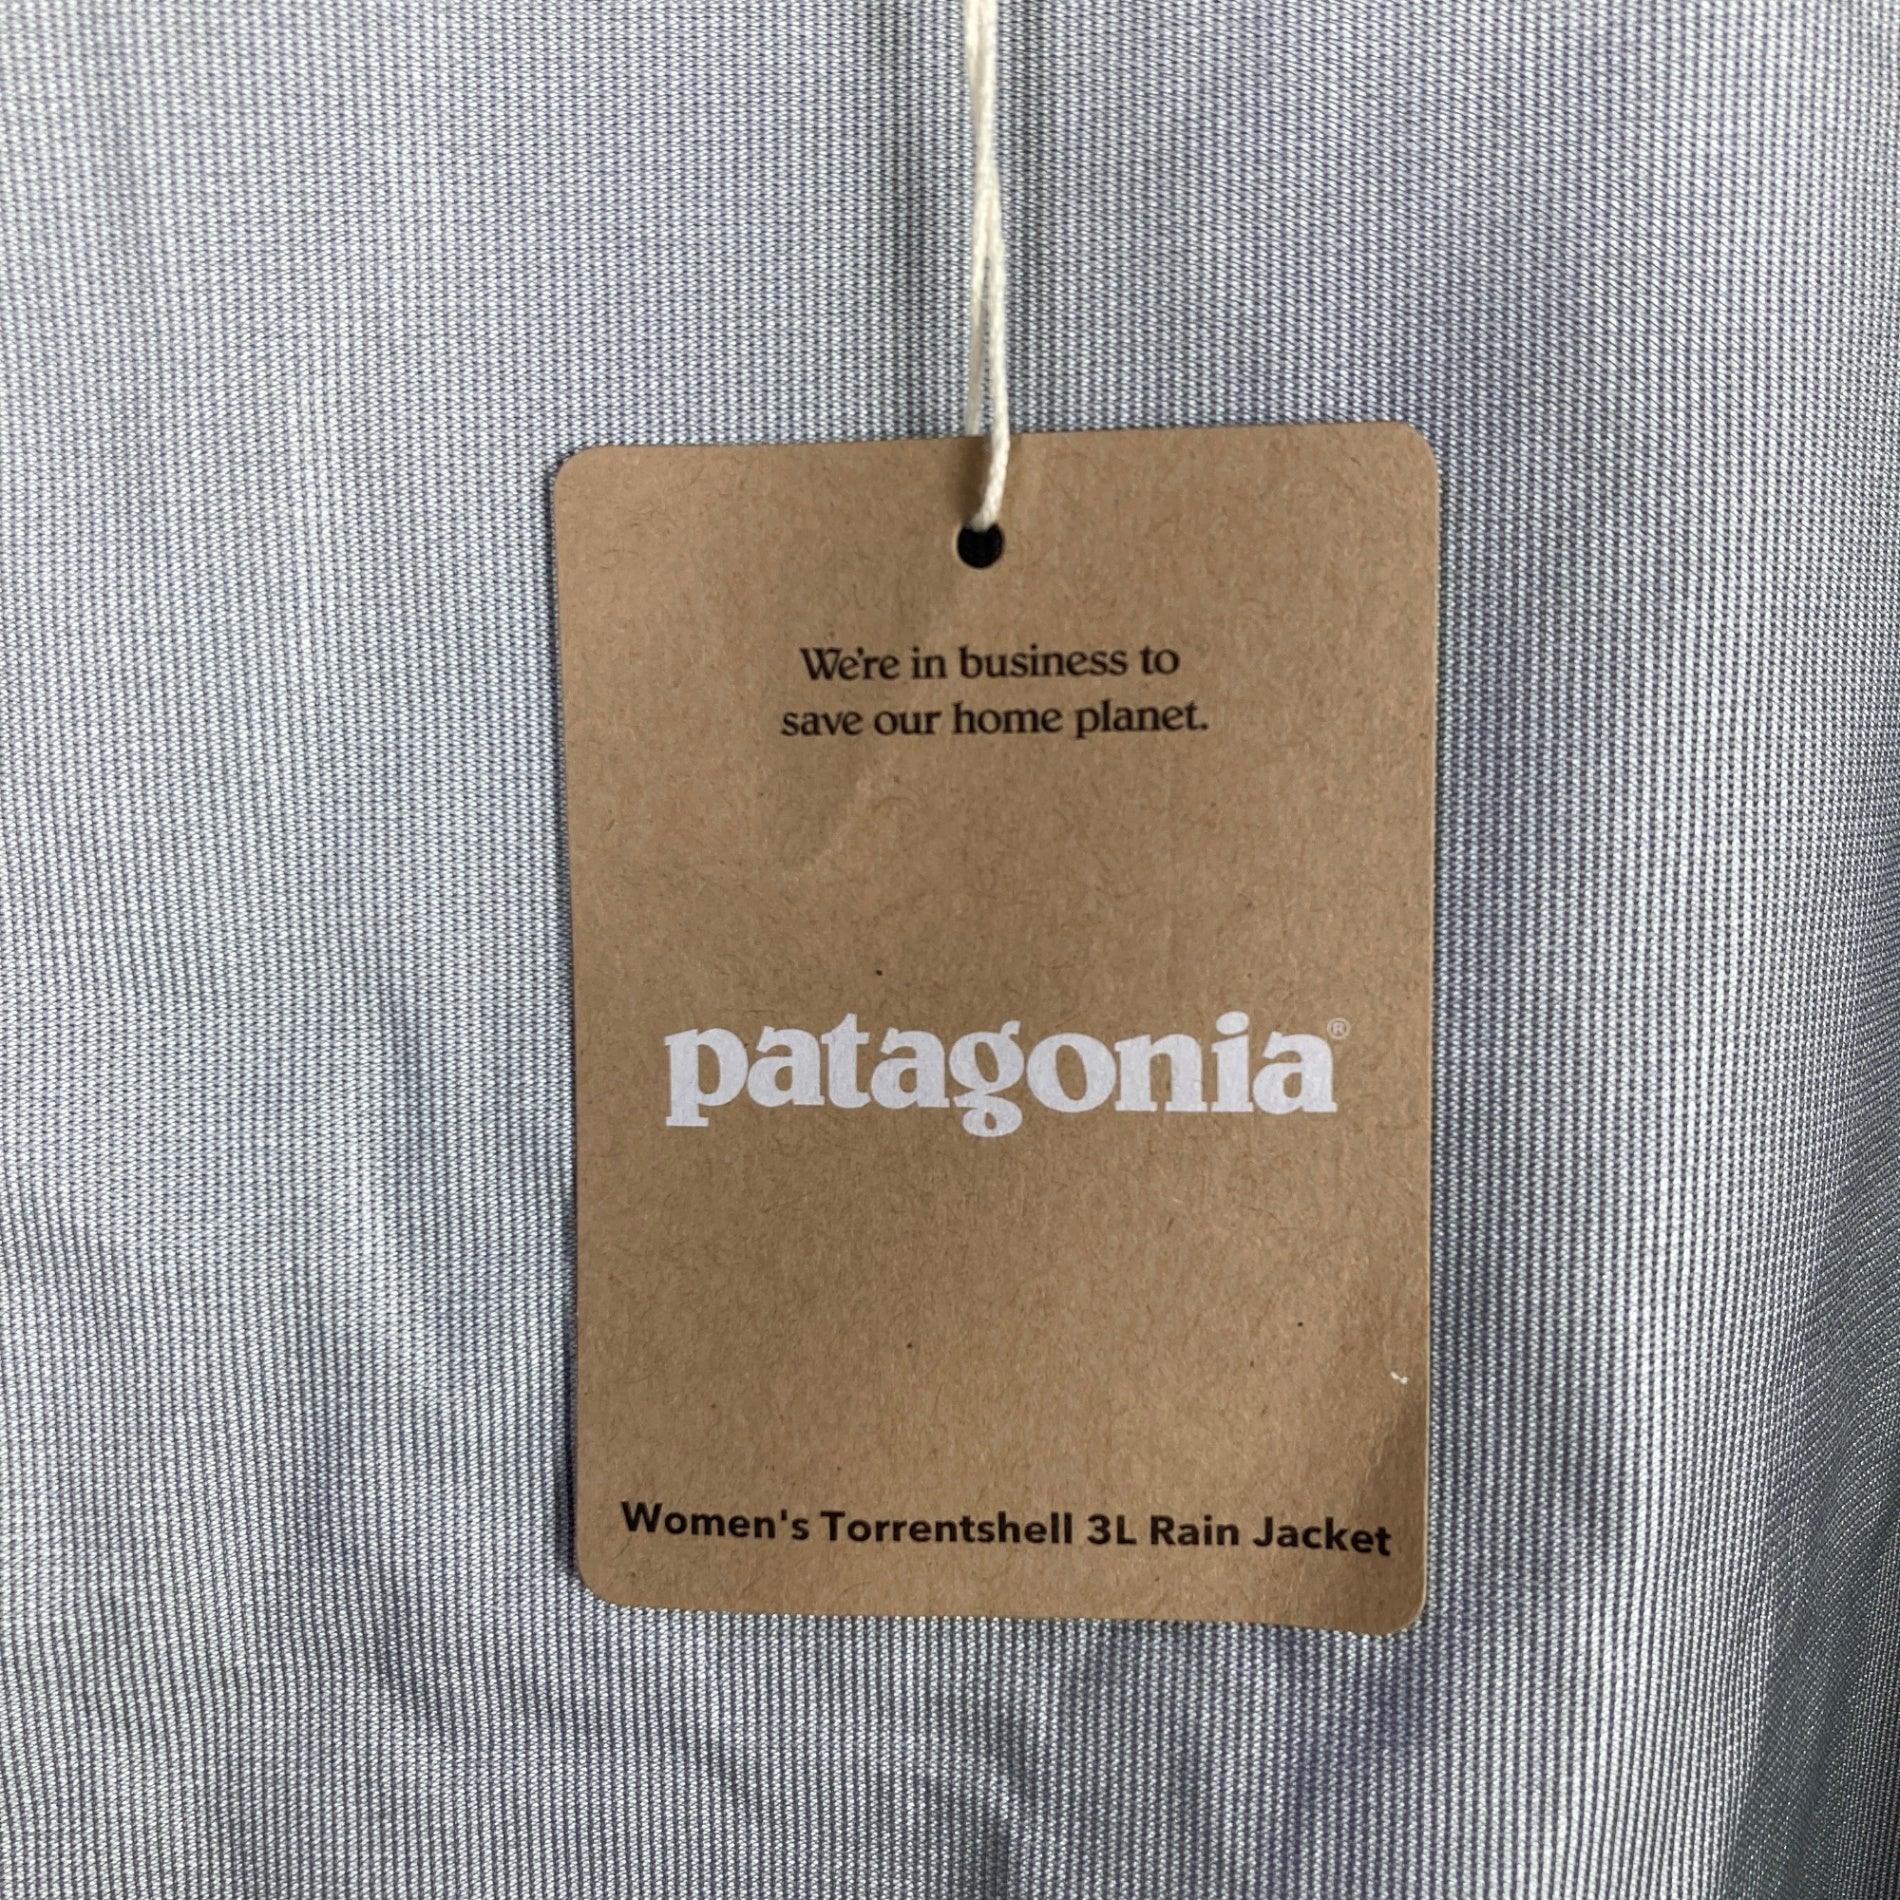 We're in business to
save our home planet.
patagonia®
Women's Torrentshell 3L Rain Jacket